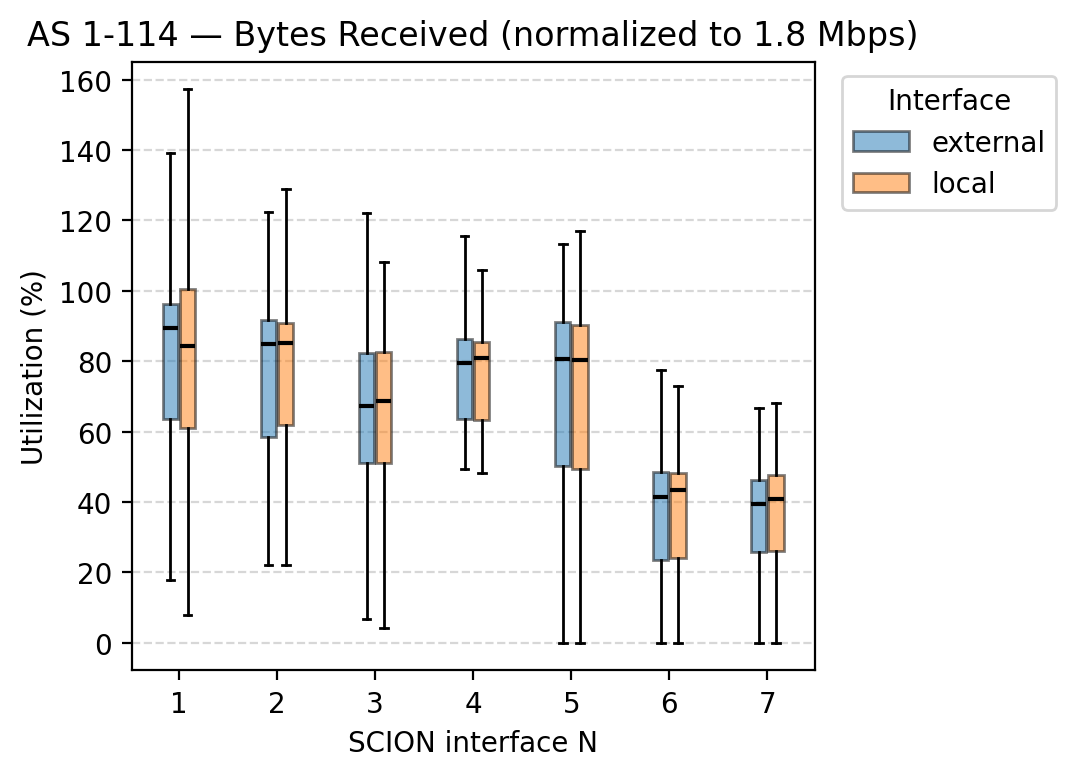 AS 1-114 — Bytes Received (normalized to 1.8 Mbps)
Interface
external
local
Utilization (%)
160
140
120
100
80
60
40
20
0
1 2 3 4 5 6 7
SCION interface N